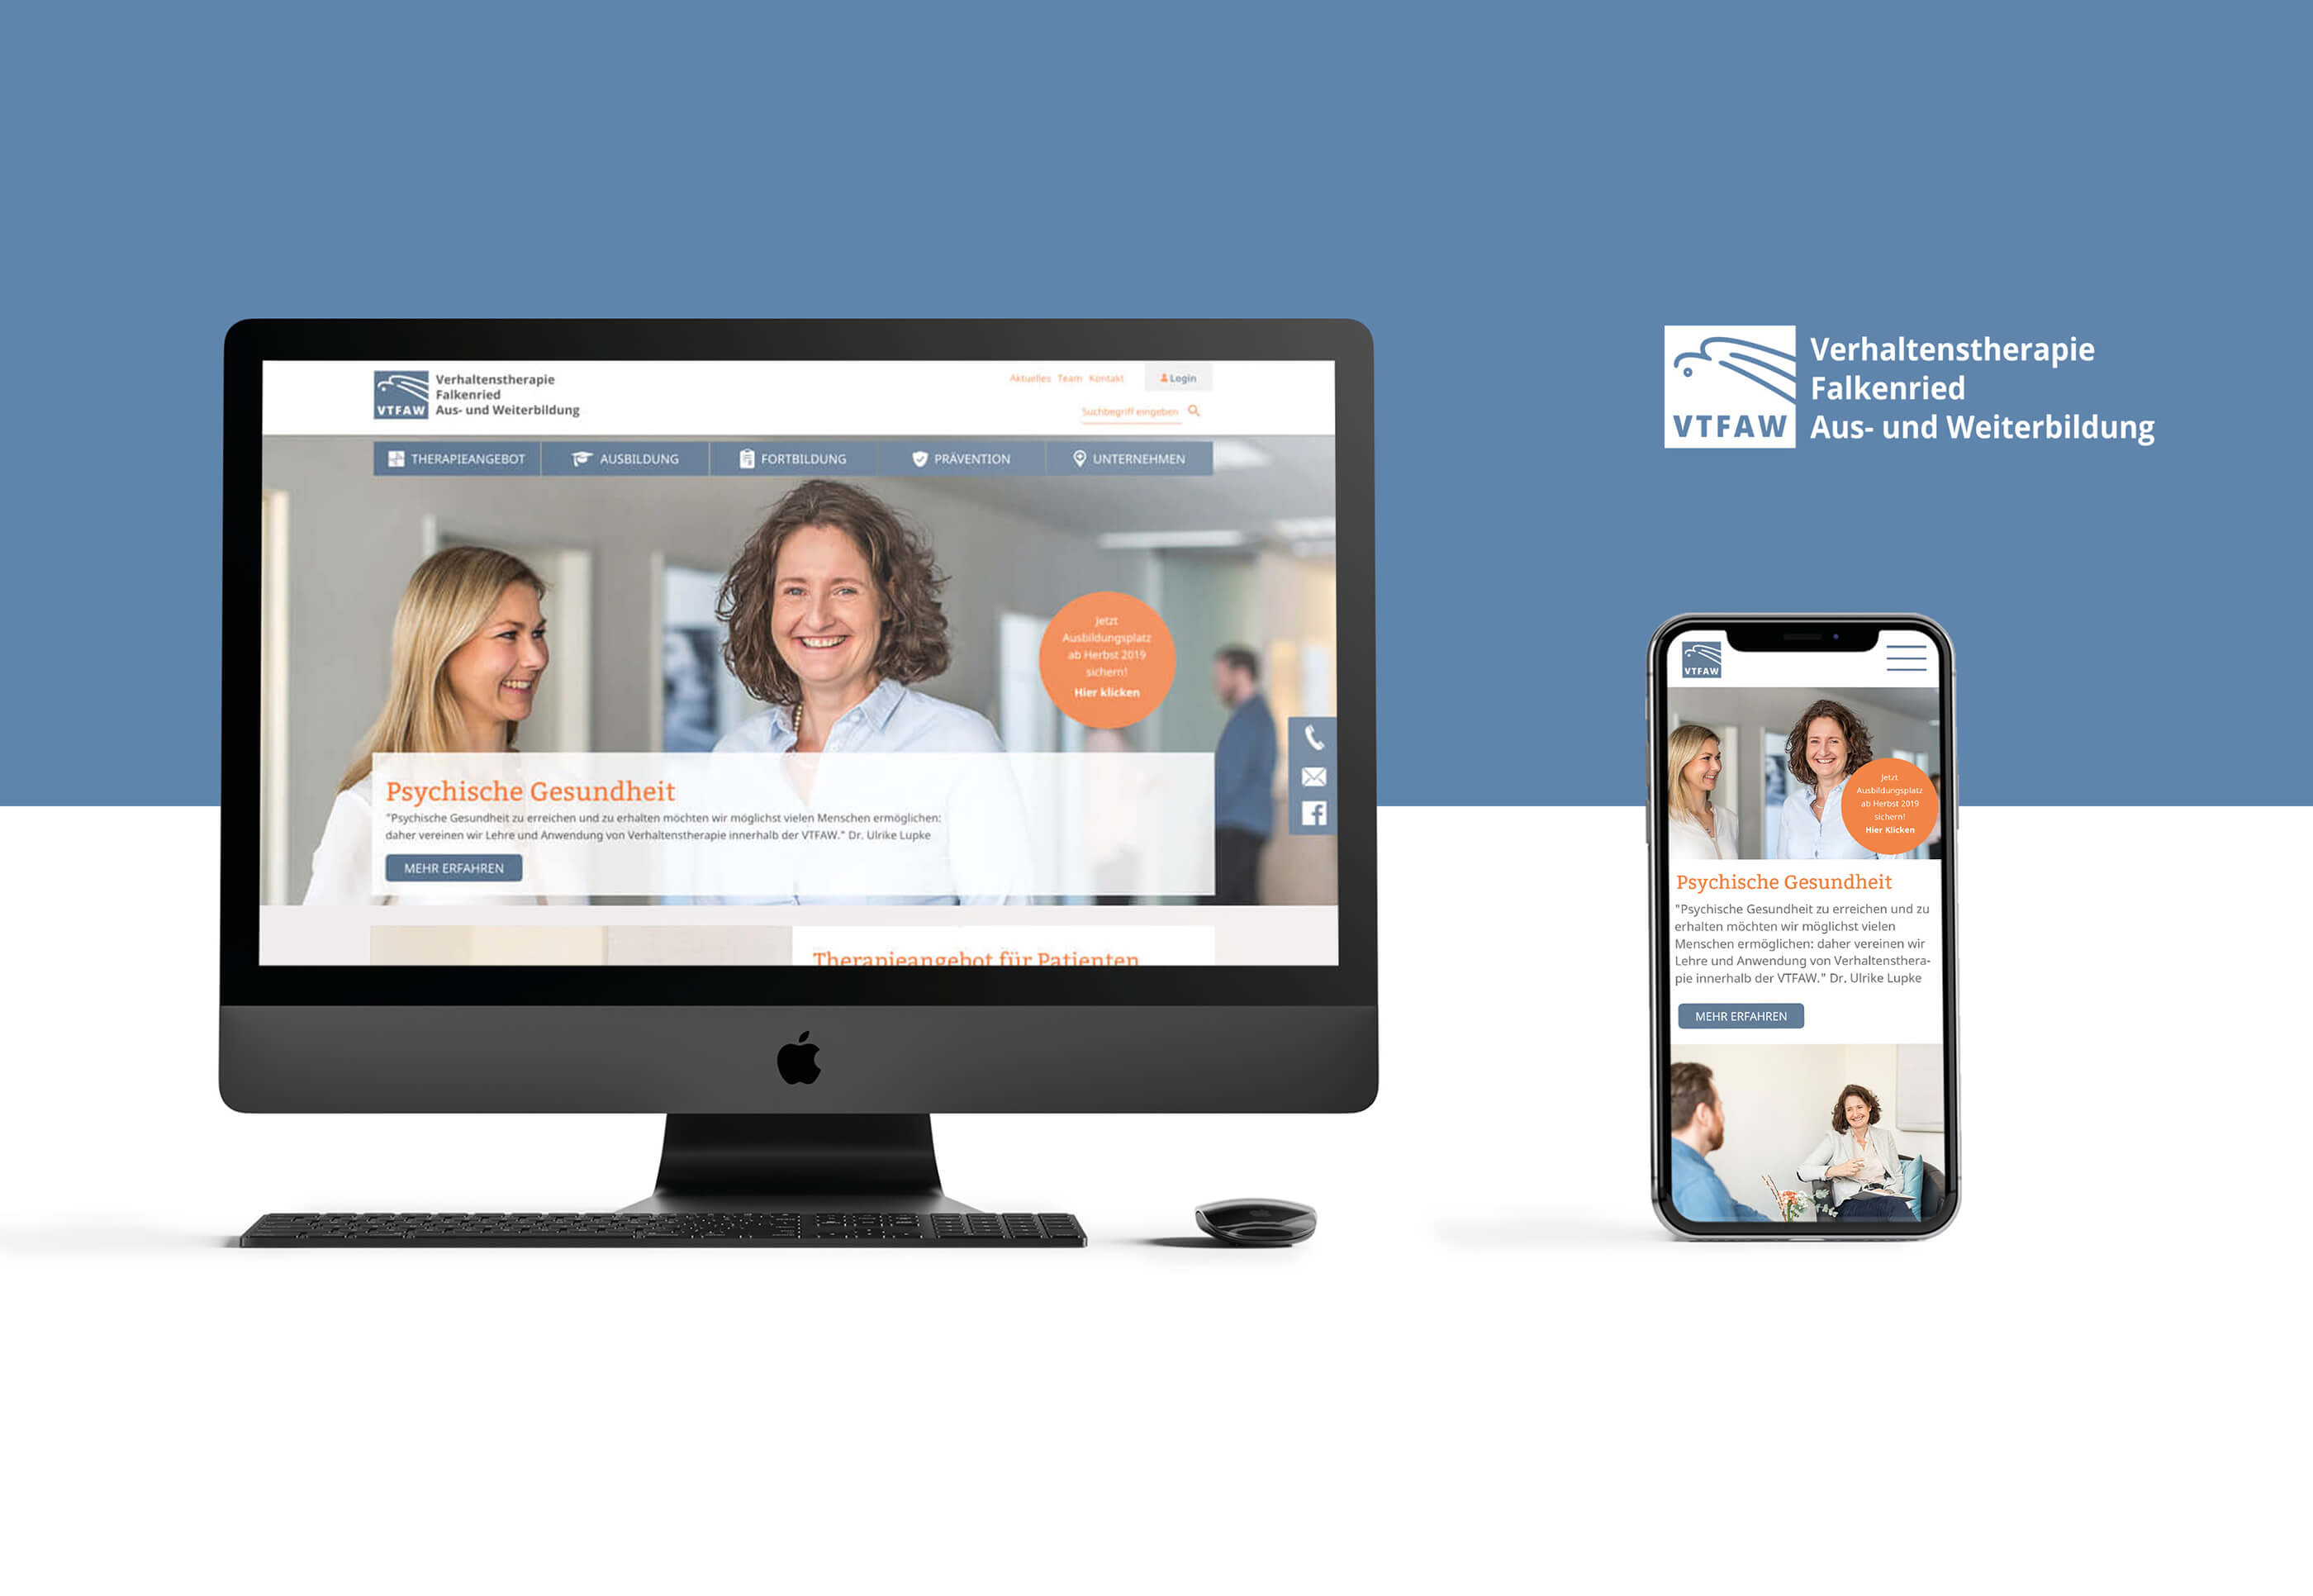 Verhaltenstherapie
Falkenried
Aus- und Weiterbildung
VTFAW
Aktuelles Team Kontakt
Login
Suchbegriff eingeben
THERAPIEANGEBOT
AUSBILDUNG
FORTBILDUNG
PRÄVENTION
UNTERNEHMEN
Jetzt
Ausbildungsplatz
ab Herbst 2019
sichern!
Hier klicken
Psychische Gesundheit
"Psychische Gesundheit zu erreichen und zu erhalten möchten wir möglichst vielen Menschen ermöglichen:
daher vereinen wir Lehre und Anwendung von Verhaltenstherapie innerhalb der VTFAW." Dr. Ulrike Lupke
MEHR ERFAHREN
Therapieangebot für Patienten
Verhaltenstherapie
Falkenried
Aus- und Weiterbildung
VTFAW
VTFAW
Jetzt
Ausbildungsplatz
ab Herbst 2019
sichern!
Hier Klicken
Psychische Gesundheit
"Psychische Gesundheit zu erreichen und zu
erhalten möchten wir möglichst vielen
Menschen ermöglichen: daher vereinen wir
Lehre und Anwendung von Verhaltensthera-
pie innerhalb der VTFAW." Dr. Ulrike Lupke
MEHR ERFAHREN